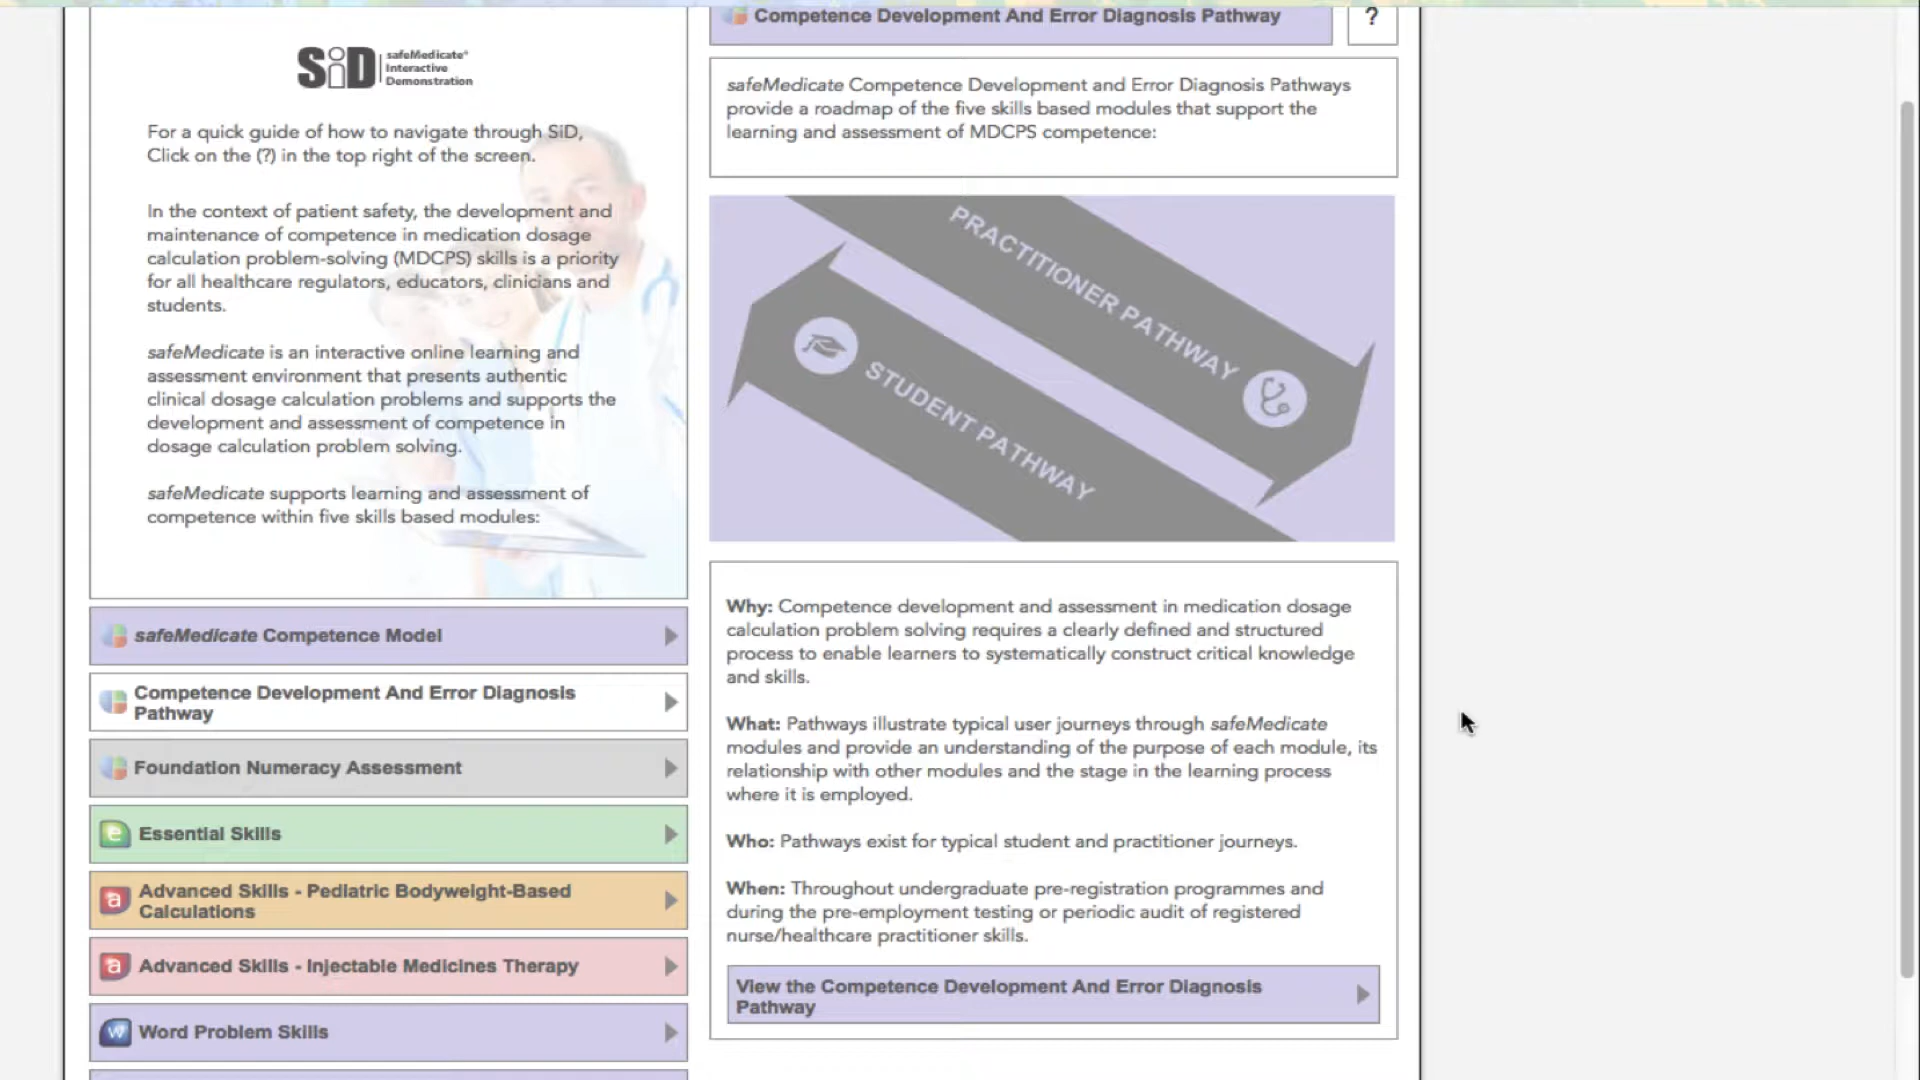 SiD safeMedicate®
Interactive
Demonstration
For a quick guide of how to navigate through SiD,
Click on the (?) in the top right of the screen.
In the context of patient safety, the development and
maintenance of competence in medication dosage
calculation problem-solving (MDCPS) skills is a priority
for all healthcare regulators, educators, clinicians and
students.
safeMedicate is an interactive online learning and
assessment environment that presents authentic
clinical dosage calculation problems and supports the
development and assessment of competence in
dosage calculation problem solving.
safeMedicate supports learning and assessment of
competence within five skills based modules:
safeMedicate Competence Model
Competence Development And Error Diagnosis
Pathway
Foundation Numeracy Assessment
e Essential Skills
a Advanced Skills - Pediatric Bodyweight-Based
Calculations
a Advanced Skills - Injectable Medicines Therapy
w Word Problem Skills
Competence Development And Error Diagnosis Pathway
?
safeMedicate Competence Development and Error Diagnosis Pathways
provide a roadmap of the five skills based modules that support the
learning and assessment of MDCPS competence:
PRACTITIONER PATHWAY
STUDENT PATHWAY
Why: Competence development and assessment in medication dosage
calculation problem solving requires a clearly defined and structured
process to enable learners to systematically construct critical knowledge
and skills.
What: Pathways illustrate typical user journeys through safeMedicate
modules and provide an understanding of the purpose of each module, its
relationship with other modules and the stage in the learning process
where it is employed.
Who: Pathways exist for typical student and practitioner journeys.
When: Throughout undergraduate pre-registration programmes and
during the pre-employment testing or periodic audit of registered
nurse/healthcare practitioner skills.
View the Competence Development And Error Diagnosis
Pathway